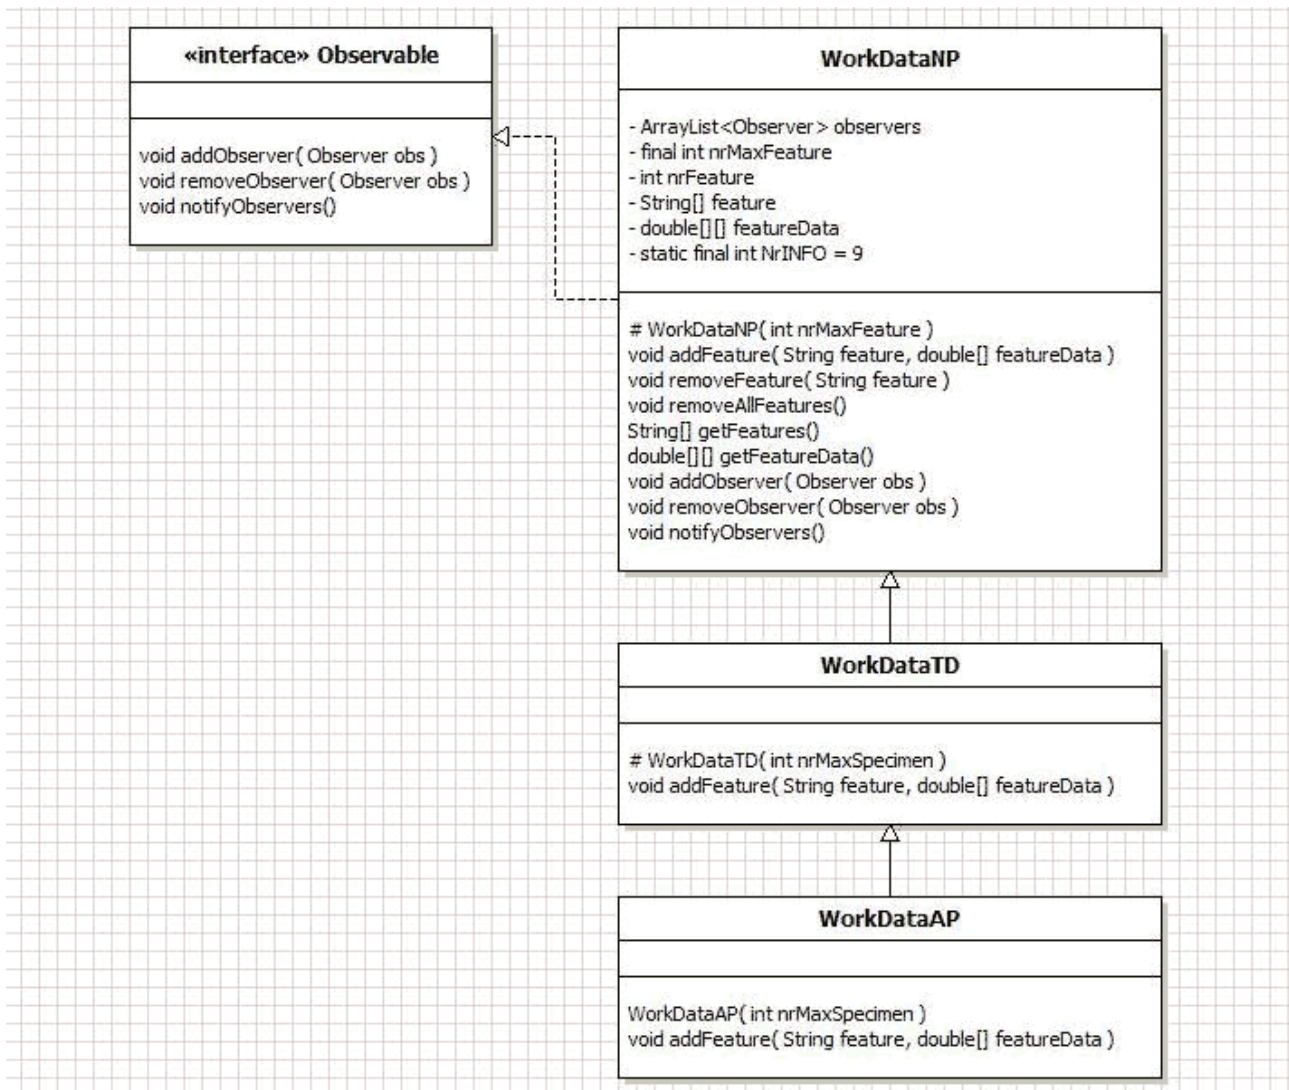 «interface» Observable
void addObserver( Observer obs )
void removeObserver( Observer obs )
void notifyObservers()
WorkDataNP
- ArrayList<Observer> observers
- final int nrMaxFeature
- int nrFeature
- String[] feature
- double[][] featureData
- static final int NrINFO = 9
# WorkDataNP( int nrMaxFeature )
void addFeature( String feature, double[] featureData )
void removeFeature( String feature )
void removeAllFeatures()
String[] getFeatures()
double[][] getFeatureData()
void addObserver( Observer obs )
void removeObserver( Observer obs )
void notifyObservers()
WorkDataTD
# WorkDataTD( int nrMaxSpecimen )
void addFeature( String feature, double[] featureData )
WorkDataAP
WorkDataAP( int nrMaxSpecimen )
void addFeature( String feature, double[] featureData )